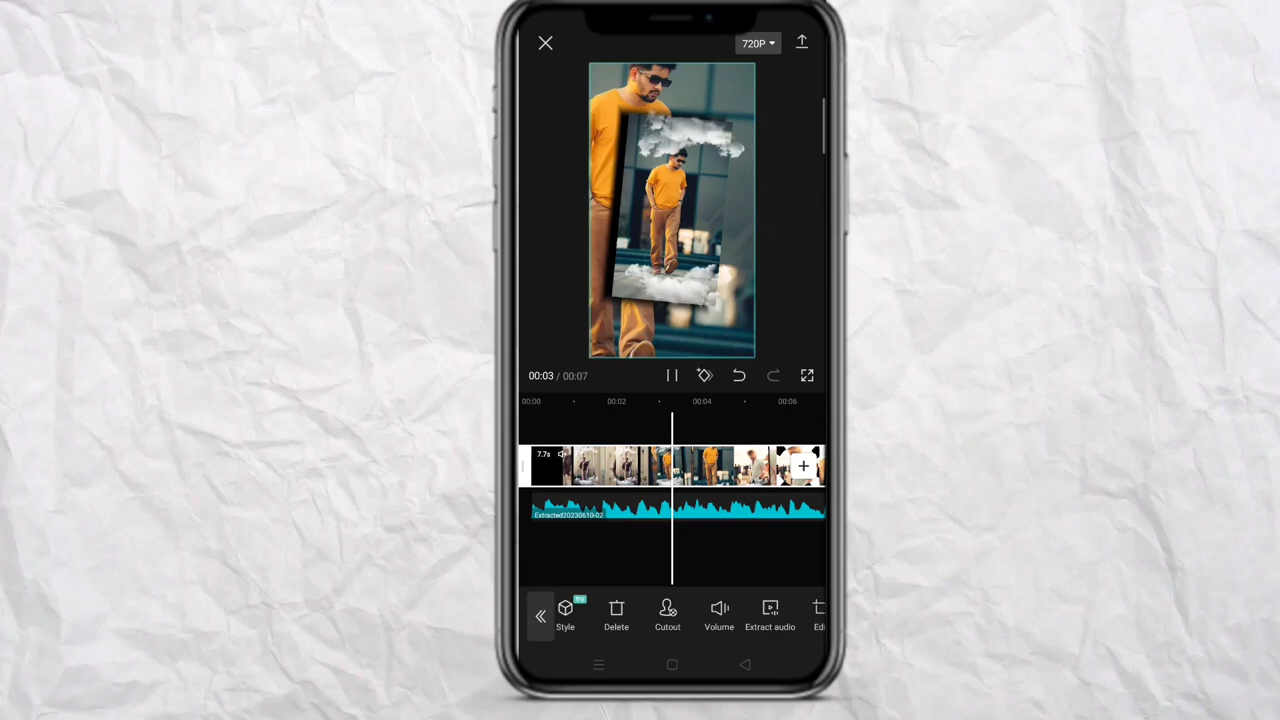 720P
00:03 / 00:07
00:00
00:02
00:04
00:06
7.7s
Extracted20230610-02
try
Style
Delete
Cutout
Volume
Extract audio
Edi